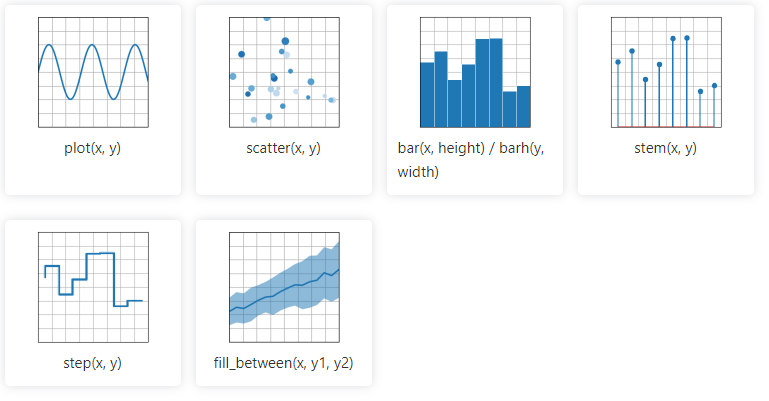 plot(x, y)
scatter(x, y)
bar(x, height) / barh(y,
width)
stem(x, y)
step(x, y)
fill_between(x, y1, y2)